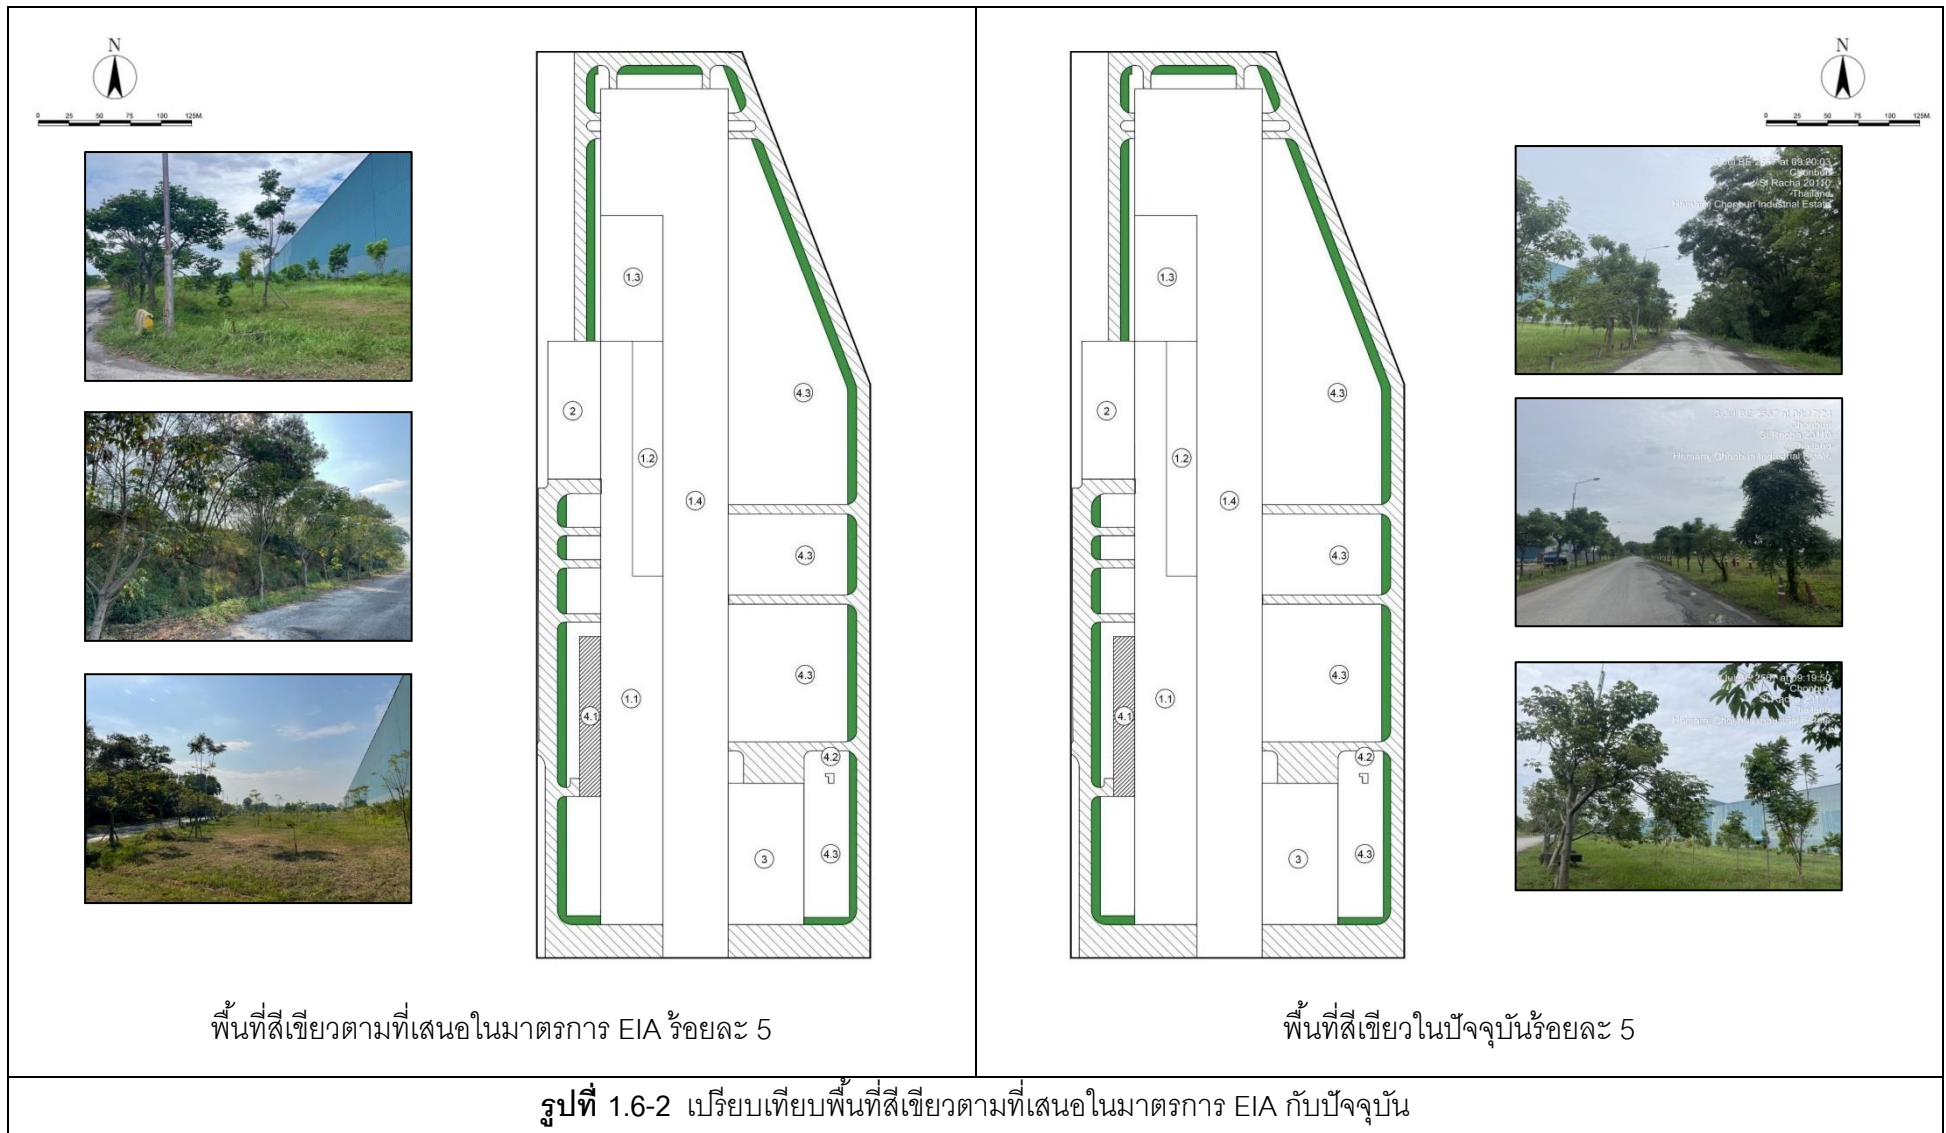 N
0 25 50 75 100 125M.
1.3
2
1.2
1.4
4.3
4.3
4.3
1.1
4.1
4.2
3
4.3
พื้นที่สีเขียวตามที่เสนอในมาตรการ EIA ร้อยละ 5
N
0 25 50 75 100 125M.
1.3
2
1.2
1.4
4.3
4.3
4.3
1.1
4.1
4.2
3
4.3
at 09:20:03
Chonburi
Si Racha 20110
Thailand
Hemaraj Chonburi Industrial Estate
พื้นที่สีเขียวในปัจจุบันร้อยละ 5
รูปที่ 1.6-2 เปรียบเทียบพื้นที่สีเขียวตามที่เสนอในมาตรการ EIA กับปัจจุบัน